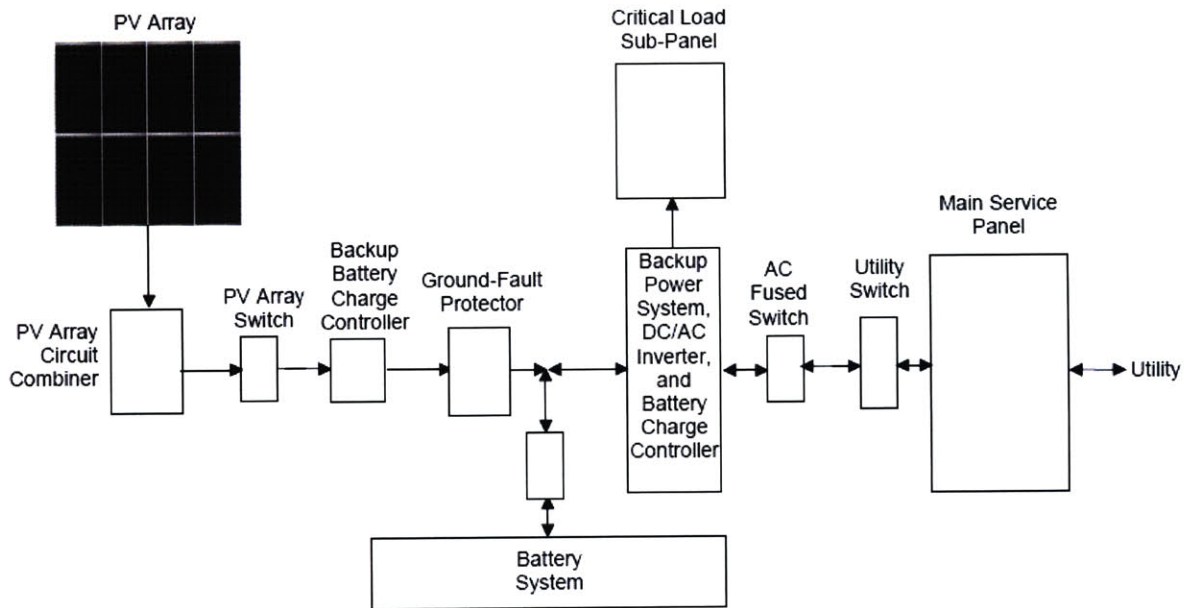 PV Array
Critical Load
Sub-Panel
Main Service
Panel
Backup
Battery
Charge
Controller
Ground-Fault
Protector
PV Array
Switch
PV Array
Circuit
Combiner
Backup
Power
System,
DC/AC
Inverter,
and
Battery
Charge
Controller
AC
Fused
Switch
Utility
Switch
Utility
Battery
System